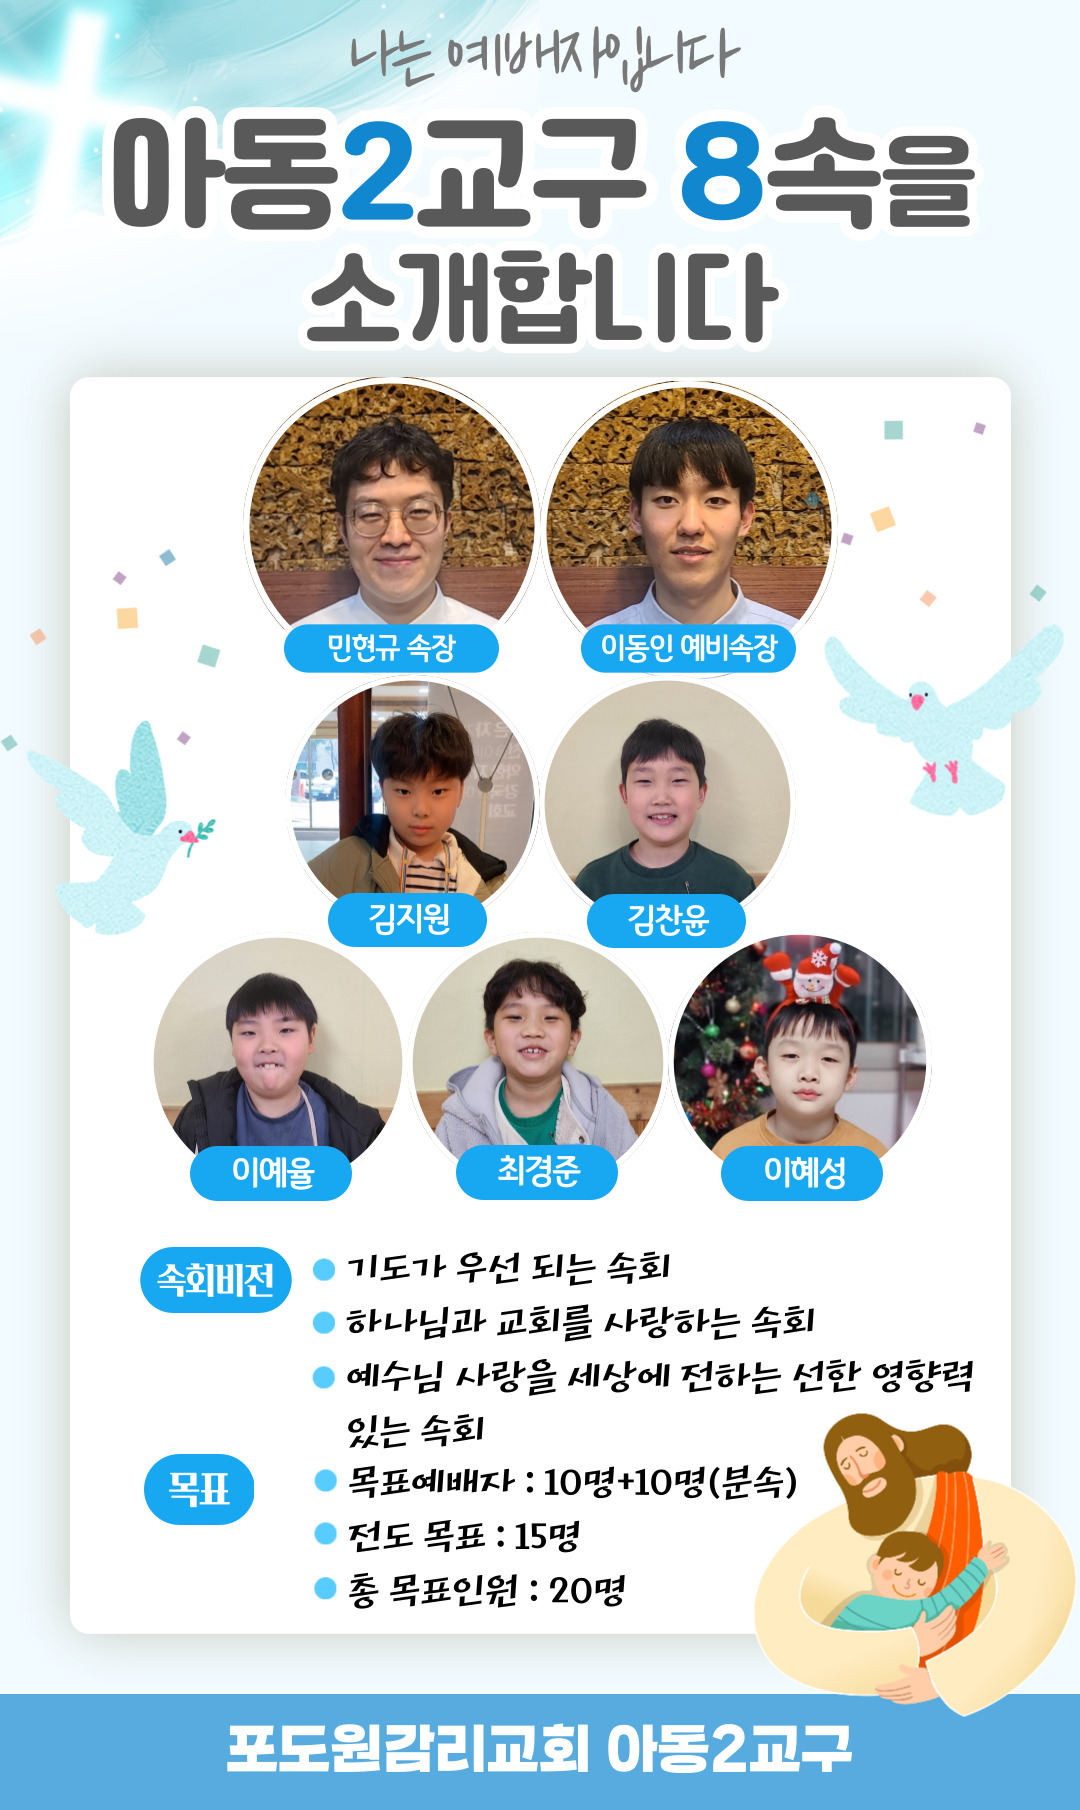 나는 예배자입니다
아동2교구 8속을
소개합니다
민현규 속장
이동인 예비속장
김지원
김찬윤
이예율
최경준
이혜성
속회비전
기도가 우선 되는 속회
하나님과 교회를 사랑하는 속회
예수님 사랑을 세상에 전하는 선한 영향력
있는 속회
목표
목표예배자 : 10명+10명(분속)
전도 목표 : 15명
총 목표인원 : 20명
포도원감리교회 아동2교구